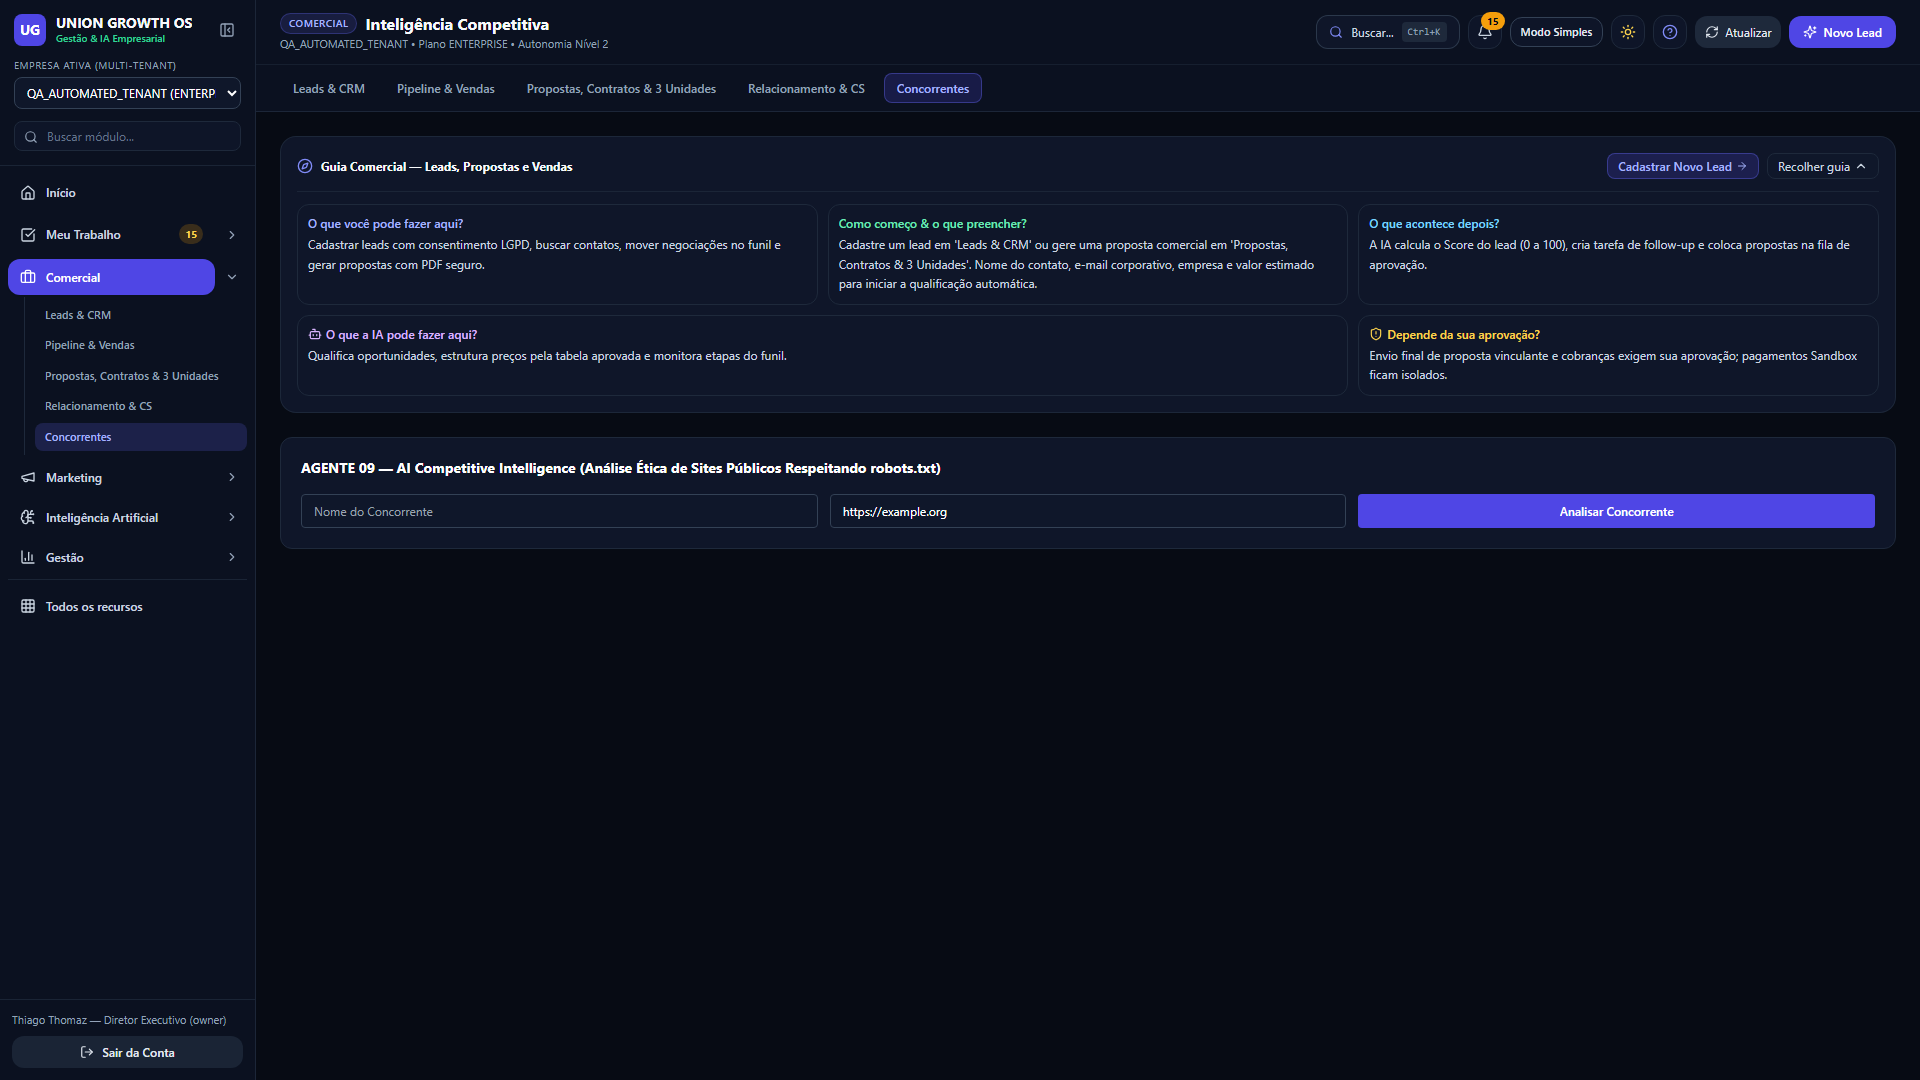 UG
UNION GROWTH OS
Gestão & IA Empresarial
EMPRESA ATIVA (MULTI-TENANT)
QA_AUTOMATED_TENANT (ENTERP
Buscar módulo...
Início
Meu Trabalho
15
Comercial
Leads & CRM
Pipeline & Vendas
Propostas, Contratos & 3 Unidades
Relacionamento & CS
Concorrentes
Marketing
Inteligência Artificial
Gestão
Todos os recursos
Thiago Thomaz — Diretor Executivo (owner)
Sair da Conta
COMERCIAL
Inteligência Competitiva
QA_AUTOMATED_TENANT • Plano ENTERPRISE • Autonomia Nível 2
Buscar...
Ctrl+K
15
Modo Simples
Atualizar
Novo Lead
Leads & CRM
Pipeline & Vendas
Propostas, Contratos & 3 Unidades
Relacionamento & CS
Concorrentes
Guia Comercial — Leads, Propostas e Vendas
Cadastrar Novo Lead
Recolher guia
O que você pode fazer aqui?
Cadastrar leads com consentimento LGPD, buscar contatos, mover negociações no funil e
gerar propostas com PDF seguro.
Como começo & o que preencher?
Cadastre um lead em 'Leads & CRM' ou gere uma proposta comercial em 'Propostas,
Contratos & 3 Unidades'. Nome do contato, e-mail corporativo, empresa e valor estimado
para iniciar a qualificação automática.
O que acontece depois?
A IA calcula o Score do lead (0 a 100), cria tarefa de follow-up e coloca propostas na fila de
aprovação.
O que a IA pode fazer aqui?
Qualifica oportunidades, estrutura preços pela tabela aprovada e monitora etapas do funil.
Depende da sua aprovação?
Envio final de proposta vinculante e cobranças exigem sua aprovação; pagamentos Sandbox
ficam isolados.
AGENTE 09 — AI Competitive Intelligence (Análise Ética de Sites Públicos Respeitando robots.txt)
Nome do Concorrente
https://example.org
Analisar Concorrente